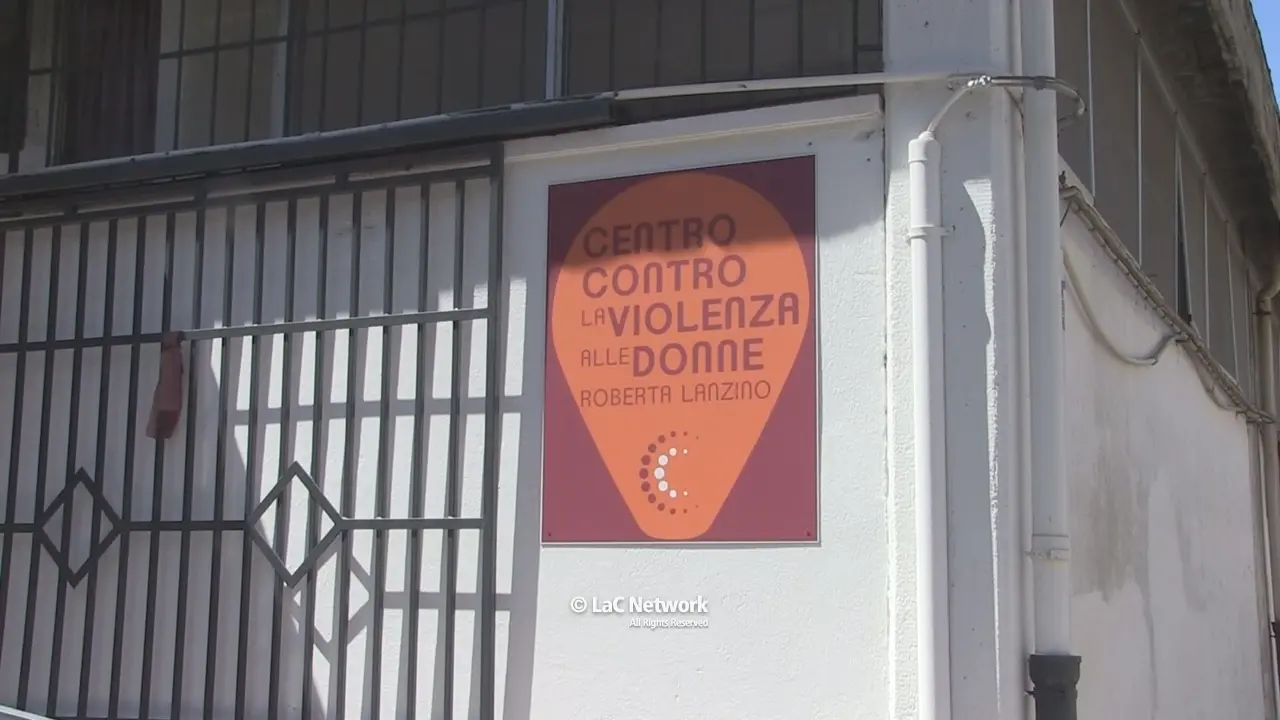 CENTRO
CONTRO
LA VIOLENZA
ALLE DONNE
ROBERTA LANZINO
© LaC Network
All Rights Reserved